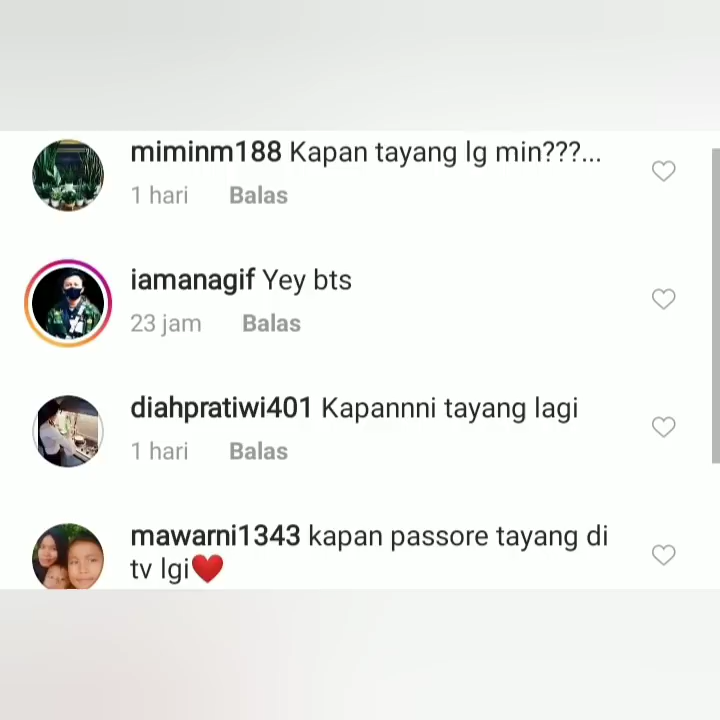 miminm188 Kapan tayang lg min???...
1 hari Balas
iamanagif Yey bts
23 jam Balas
diahpratiwi401 Kapannni tayang lagi
1 hari Balas
mawarni1343 kapan passore tayang di
tv lgi❤️